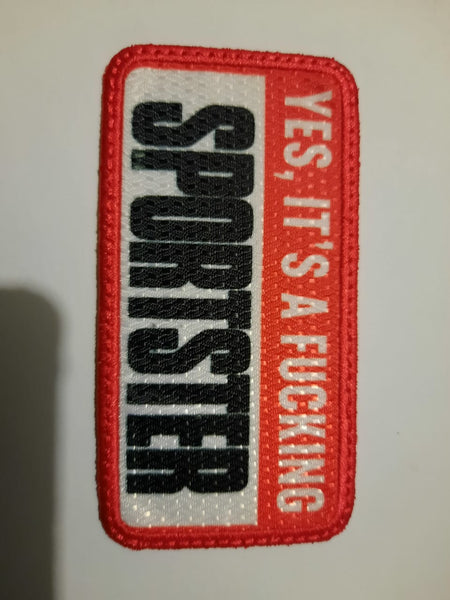 YES, IT'S A FUCKING
SPORTSTER